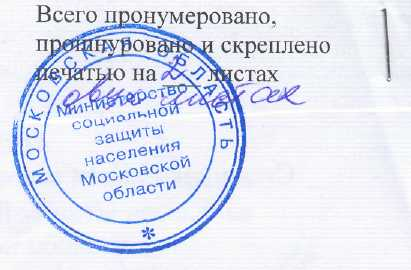 Всего пронумеровано,
прошнуровано и скреплено
печатью на 2 листах
двух листах
МОСКОВСКАЯ ОБЛАСТЬ
Министерство
социальной
защиты
населения
Московской
области
*